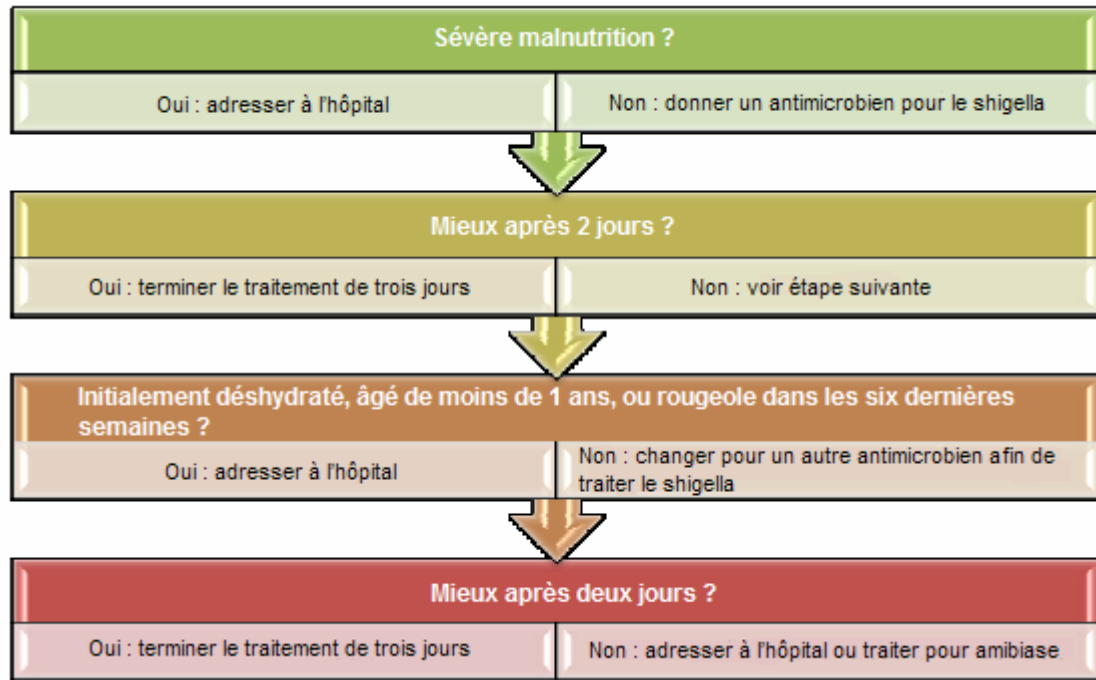 Sévère malnutrition ?
Oui : adresser à l'hôpital
Non : donner un antimicrobien pour le shigella
Mieux après 2 jours ?
Oui : terminer le traitement de trois jours
Non : voir étape suivante
Initialement déshydraté, âgé de moins de 1 ans, ou rougeole dans les six dernières
semaines ?
Oui : adresser à l'hôpital
Non : changer pour un autre antimicrobien afin de
traiter le shigella
Mieux après deux jours ?
Oui : terminer le traitement de trois jours
Non : adresser à l'hôpital ou traiter pour amibiase